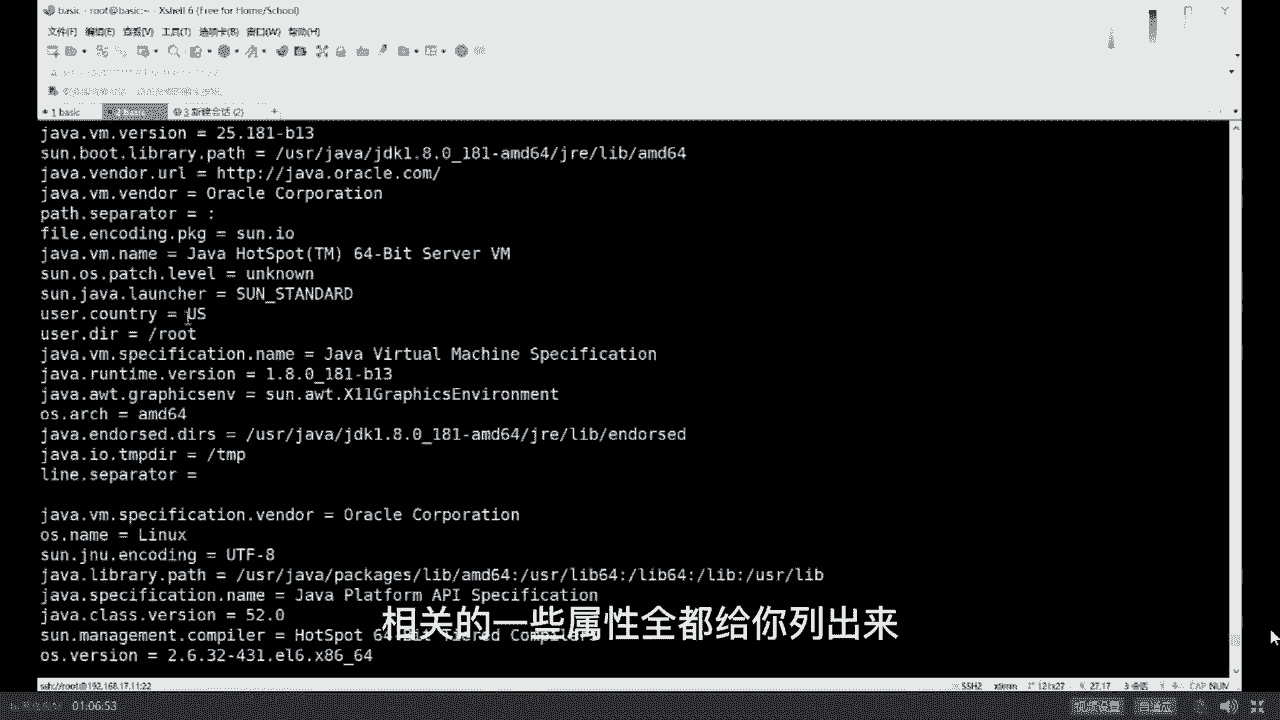 basic - root@basic:~ - Xshell 6 (Free for Home/School)
文件(F) 编辑(E) 查看(V) 工具(T) 选项卡(B) 窗口(W) 帮助(H)
1 basic
3 新建会话 (2) +
java.vm.version = 25.181-b13
sun.boot.library.path = /usr/java/jdk1.8.0_181-amd64/jre/lib/amd64
java.vendor.url = http://java.oracle.com/
java.vm.vendor = Oracle Corporation
path.separator = :
file.encoding.pkg = sun.io
java.vm.name = Java HotSpot(TM) 64-Bit Server VM
sun.os.patch.level = unknown
sun.java.launcher = SUN_STANDARD
user.country = US
user.dir = /root
java.vm.specification.name = Java Virtual Machine Specification
java.runtime.version = 1.8.0_181-b13
java.awt.graphicsenv = sun.awt.X11GraphicsEnvironment
os.arch = amd64
java.endorsed.dirs = /usr/java/jdk1.8.0_181-amd64/jre/lib/endorsed
java.io.tmpdir = /tmp
line.separator =
java.vm.specification.vendor = Oracle Corporation
os.name = Linux
sun.jnu.encoding = UTF-8
java.library.path = /usr/java/packages/lib/amd64:/usr/lib64:/lib64:/lib:/usr/lib
java.specification.name = Java Platform API Specification
java.class.version = 52.0
sun.management.compiler = HotSpot 64-Bit Tiered Compilers
os.version = 2.6.32-431.el6.x86_64
相关的一些属性全都给你列出来
ssh://root@192.168.17.11:22 SSH2 xterm 121x27 27,17 3 会话 CAP NUM
01:06:53 视频设置 自适应